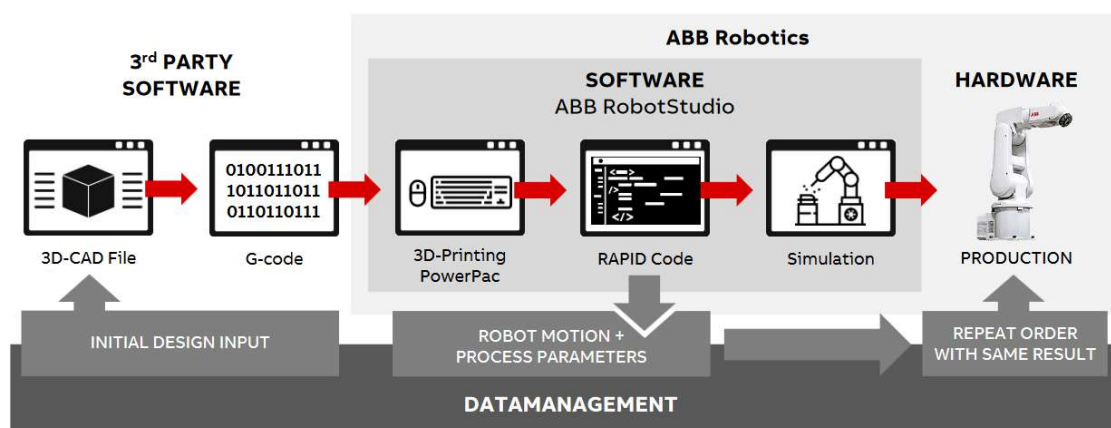 ABB Robotics
3rd PARTY
SOFTWARE
SOFTWARE
ABB RobotStudio
HARDWARE
ABB
0100111011
1011011011
0110110111
<―>
/>
</>
3D-CAD File
G-code
3D-Printing
PowerPac
RAPID Code
Simulation
PRODUCTION
INITIAL DESIGN INPUT
ROBOT MOTION +
PROCESS PARAMETERS
REPEAT ORDER
WITH SAME RESULT
DATAMANAGEMENT